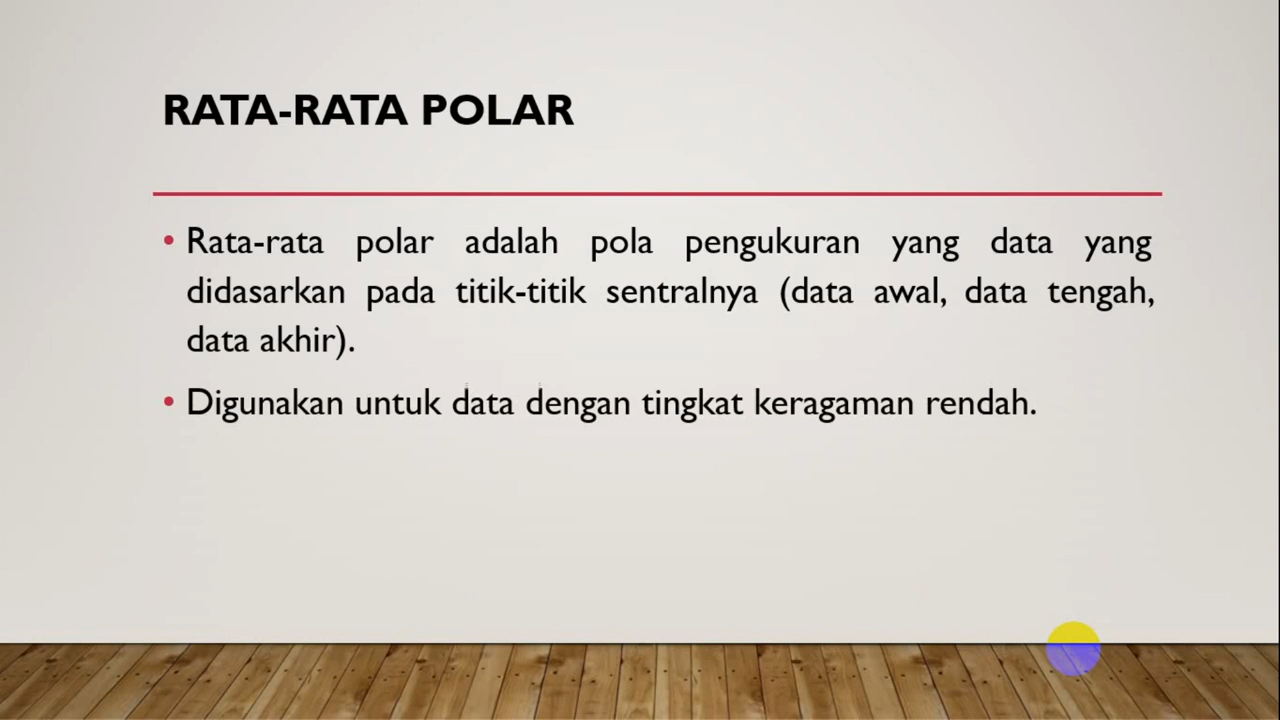 RATA-RATA POLAR
• Rata-rata polar adalah pola pengukuran yang data yang
didasarkan pada titik-titik sentralnya (data awal, data tengah,
data akhir).
• Digunakan untuk data dengan tingkat keragaman rendah.